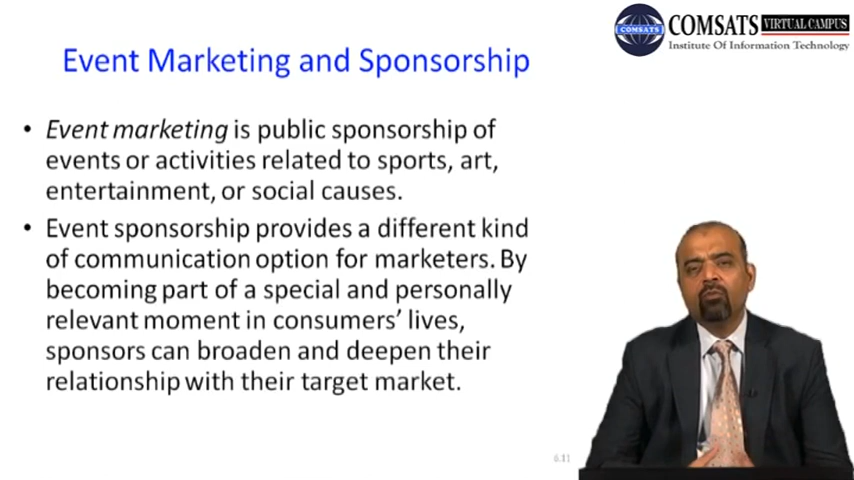 COMSATS
COMSATS VIRTUAL CAMPUS
Institute Of Information Technology
Event Marketing and Sponsorship
• Event marketing is public sponsorship of
events or activities related to sports, art,
entertainment, or social causes.
• Event sponsorship provides a different kind
of communication option for marketers. By
becoming part of a special and personally
relevant moment in consumers’ lives,
sponsors can broaden and deepen their
relationship with their target market.
6.11